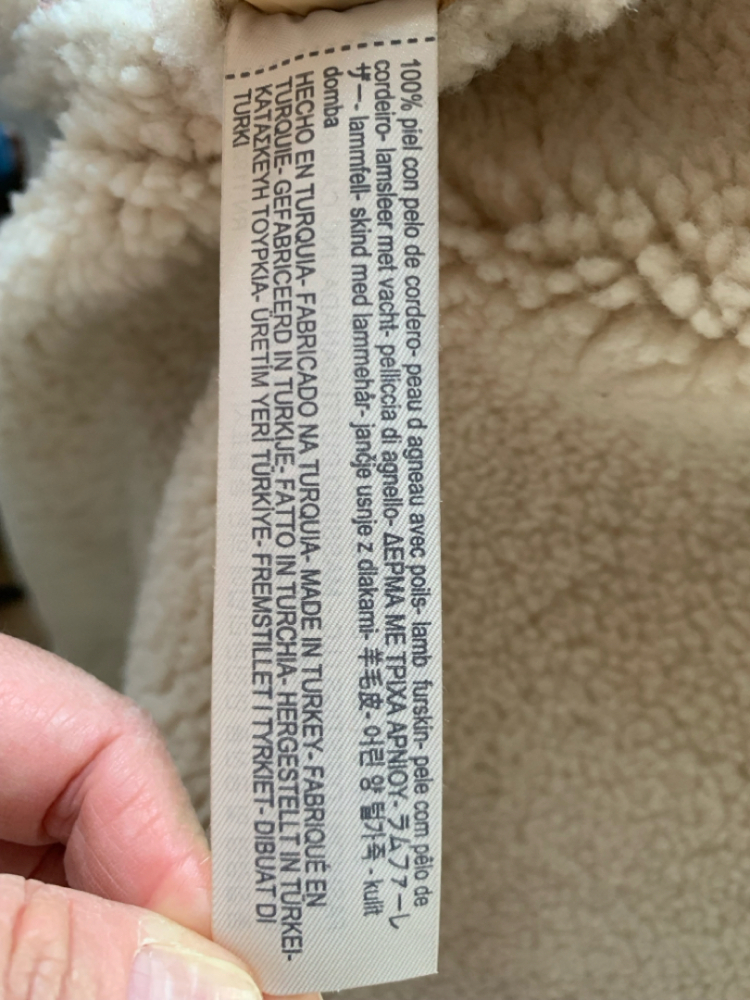 100% piel con pelo de cordero- peau d agneau avec poils- lamb furskin- pele com pêlo de
cordeiro- lamsleer met vacht- pelliccia di agnello- ΔΕΡΜΑ ΜΕ ΤΡΙΧΑ ΑΡΝΙΟΥ- ラムファーレ
ザー- lammfell- skind med lammehår- jančje usnje z dlakami- 羊毛皮 - 어린 양 털가죽 - kulit
domba
HECHO EN TURQUIA- FABRICADO NA TURQUIA- MADE IN TURKEY- FABRIQUÉ EN
TURQUIE- GEFABRICEERD IN TURKIJE- FATTO IN TURCHIA- HERGESTELLT IN TÜRKEI-
ΚΑΤΑΣΚΕΥΗ ΤΟΥΡΚΙΑ- ÜRETİM YERİ TÜRKİYE- FREMSTILLET I TYRKIET- DIBUAT DI
TURKI